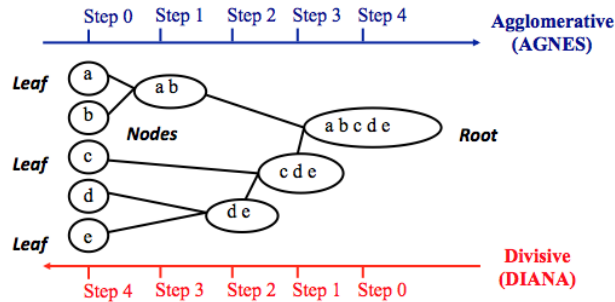 Step 0 Step 1 Step 2 Step 3 Step 4
Agglomerative
(AGNES)
Leaf a
a b
b
Nodes
a b c d e
Root
Leaf c
c d e
d
d e
Leaf e
Divisive
(DIANA)
Step 4 Step 3 Step 2 Step 1 Step 0